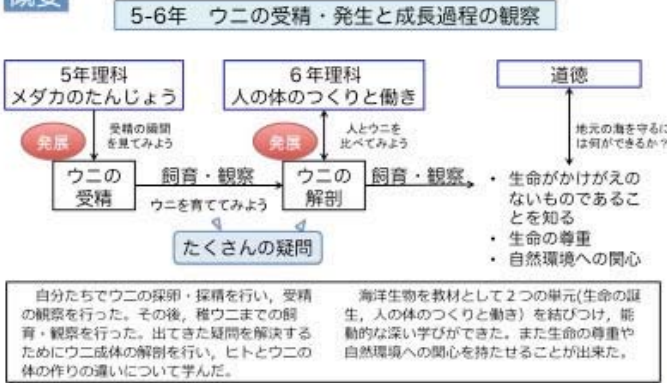 概要
5-6年　ウニの受精・発生と成長過程の観察
5年理科
メダカのたんじょう
６年理科
人の体のつくりと働き
道徳
発展
受精の瞬間
を見てみよう
発展
人とウニを
比べてみよう
地元の海を守るに
は何ができるか？
ウニの
受精
飼育・観察
ウニを育ててみよう
ウニの
解剖
飼育・観察
・ 生命がかけがえの
ないものであるこ
とを知る
・ 生命の尊重
・ 自然環境への関心
たくさんの疑問
自分たちでウニの採卵・採精を行い，受精
の観察を行った。その後，稚ウニまでの飼
育・観察を行った。出てきた疑問を解決する
ためにウニ成体の解剖を行い，ヒトとウニの
体の作りの違いについて学んだ。
海洋生物を教材として２つの単元(生命の誕
生，人の体のつくりと働き）を結びつけ，能
動的な深い学びができた。また生命の尊重や
自然環境への関心を持たせることが出来た。